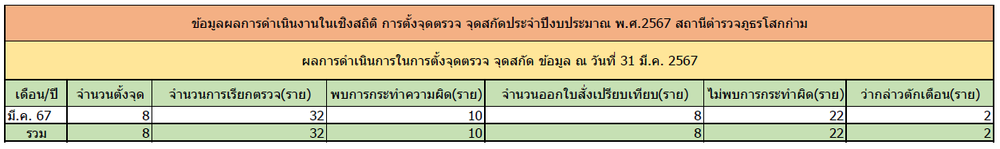 ข้อมูลผลการดำเนินงานในเชิงสถิติ การตั้งจุดตรวจ จุดสกัดประจำปีงบประมาณ พ.ศ.2567 สถานีตำรวจภูธรโสกก่าม
ผลการดำเนินการในการตั้งจุดตรวจ จุดสกัด ข้อมูล ณ วันที่ 31 มี.ค. 2567
เดือน/ปี จำนวนตั้งจุด จำนวนการเรียกตรวจ(ราย) พบการกระทำความผิด(ราย) จำนวนออกใบสั่งเปรียบเทียบ(ราย) ไม่พบการกระทำผิด(ราย) ว่ากล่าวตักเตือน(ราย)
มี.ค. 67 8 32 10 8 22 2
รวม 8 32 10 8 22 2